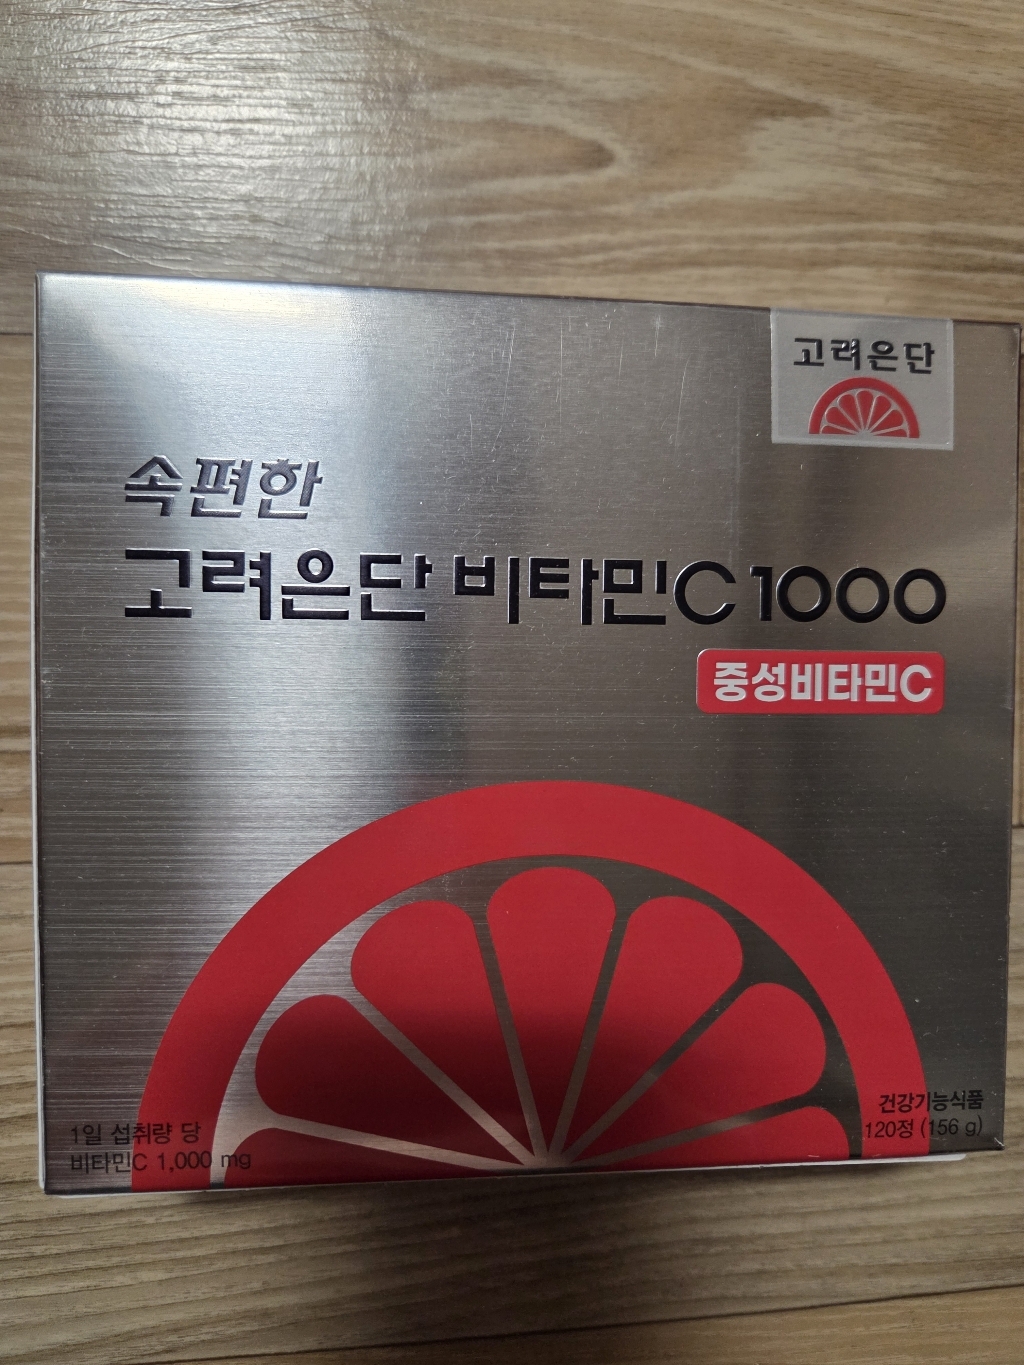 고려은단
속편한
고려은단 비타민C 1000
중성비타민C
1일 섭취량 당
비타민C 1,000 mg
건강기능식품
120정 (156 g)